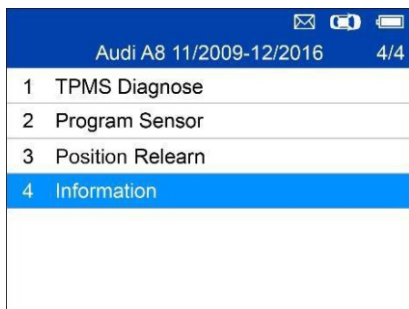 Audi A8 11/2009-12/2016 4/4
1 TPMS Diagnose
2 Program Sensor
3 Position Relearn
4 Information